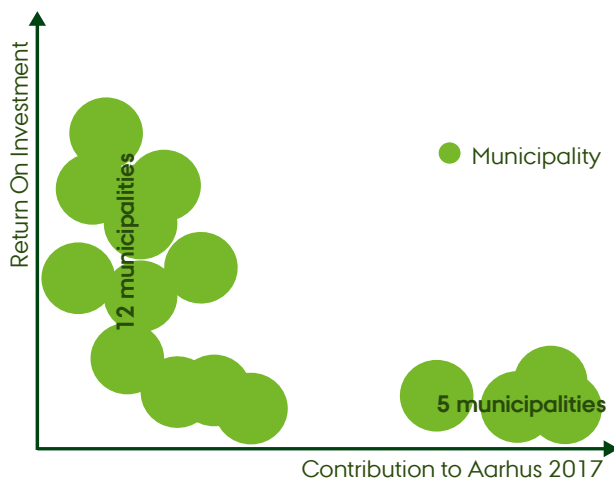 Return On Investment
12 municipalities
Municipality
5 municipalities
Contribution to Aarhus 2017